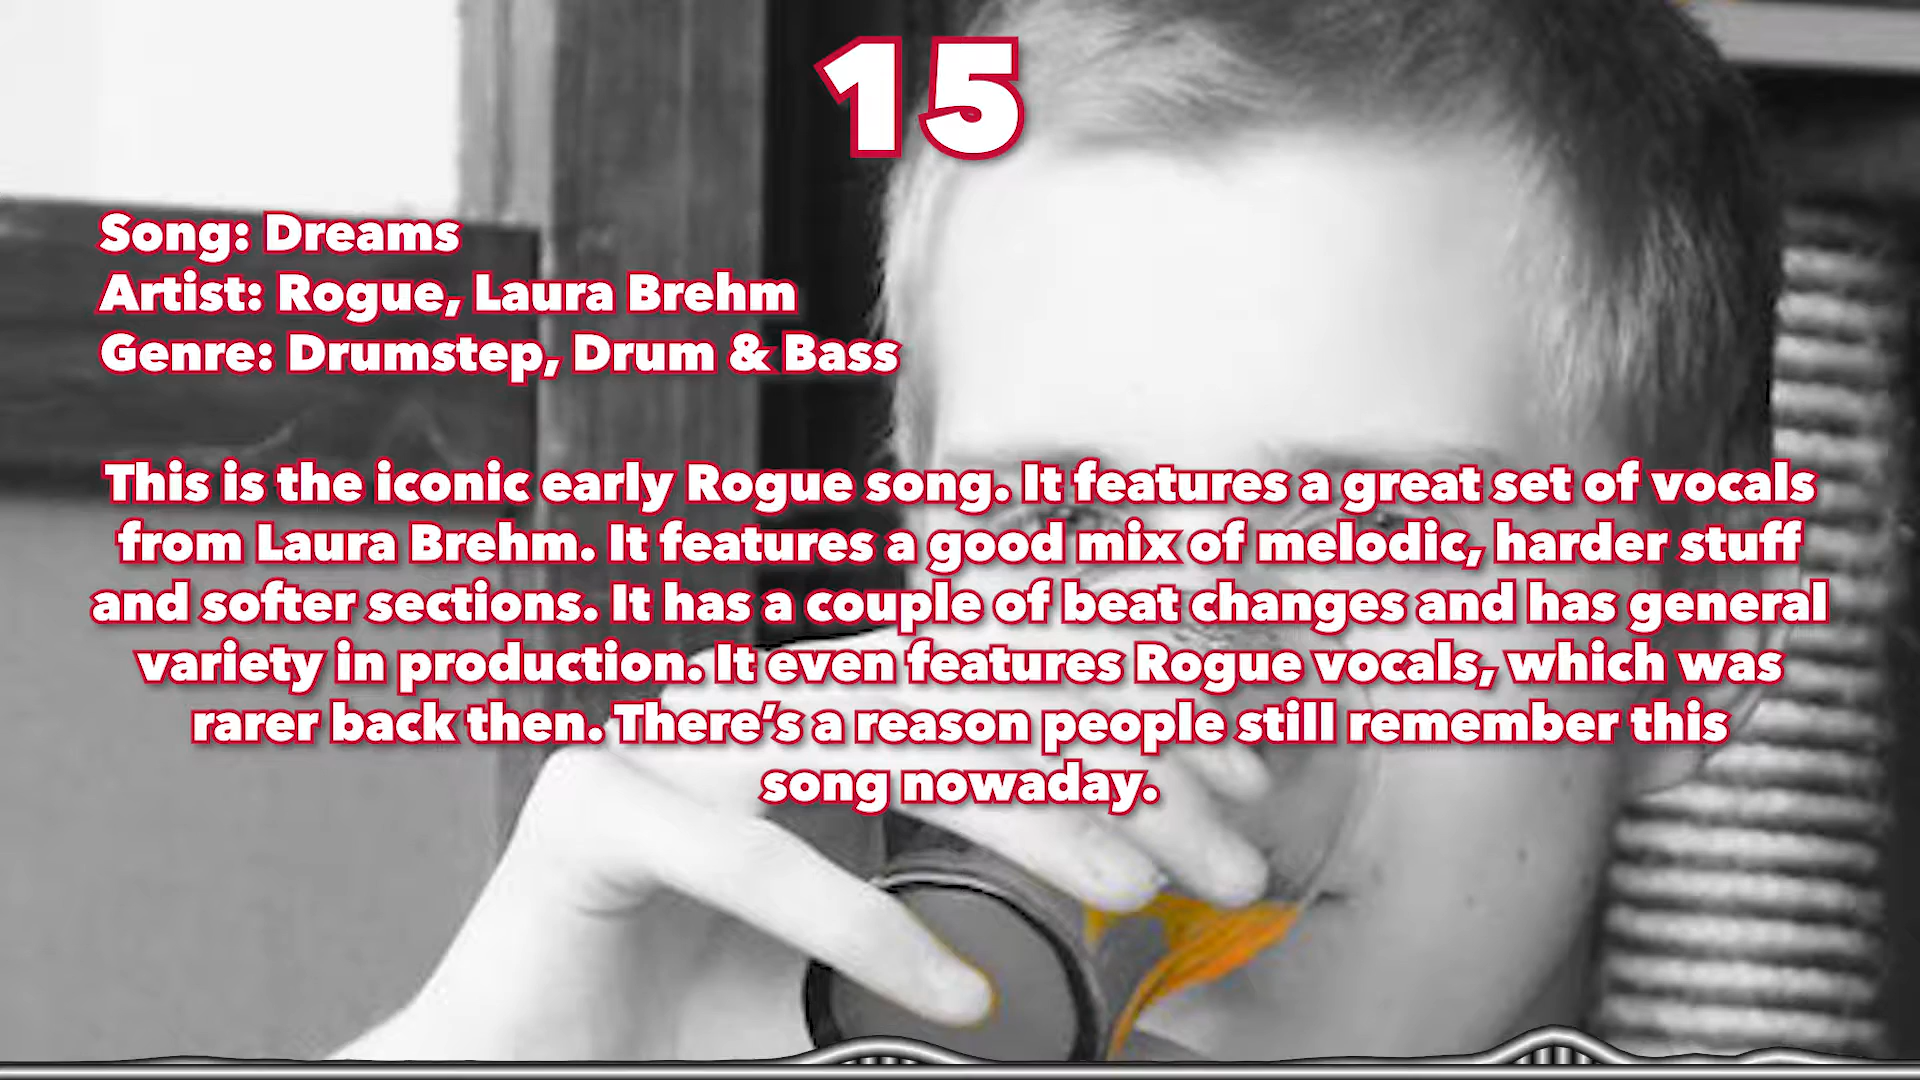 15
Song: Dreams
Artist: Rogue, Laura Brehm
Genre: Drumstep, Drum & Bass
This is the iconic early Rogue song. It features a great set of vocals
from Laura Brehm. It features a good mix of melodic, harder stuff
and softer sections. It has a couple of beat changes and has general
variety in production. It even features Rogue vocals, which was
rarer back then. There’s a reason people still remember this
song nowaday.